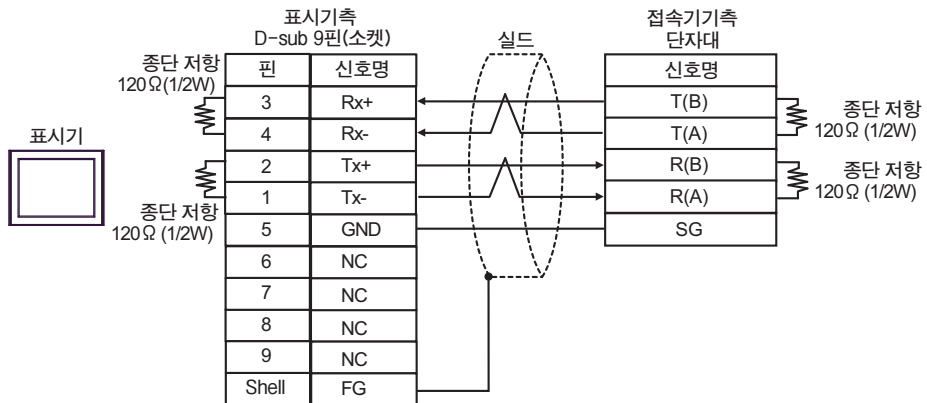 표시기측
D-sub 9핀(소켓)
접속기기측
단자대
실드
종단 저항
120Ω(1/2W)
핀 신호명
신호명
3 Rx+
T(B)
종단 저항
120Ω (1/2W)
표시기
4 Rx-
T(A)
2 Tx+
R(B)
종단 저항
120Ω (1/2W)
1 Tx-
R(A)
종단 저항
120Ω (1/2W)
5 GND
SG
6 NC
7 NC
8 NC
9 NC
Shell FG